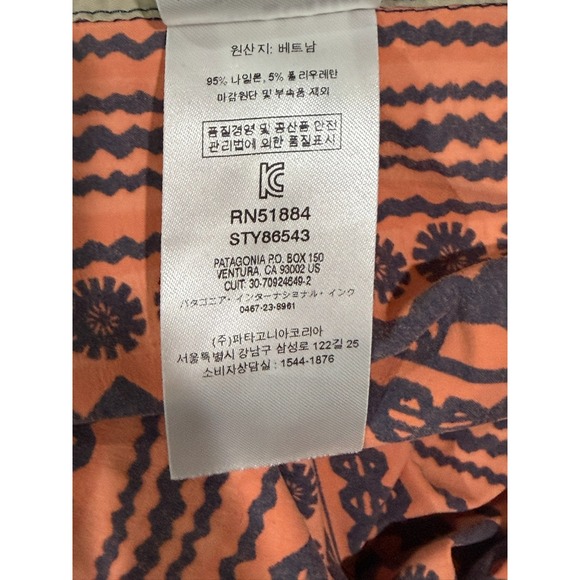 원산지: 베트남
95% 나일론, 5% 폴리우레탄
마감원단 및 부속품 제외
품질경영 및 공산품 안전
관리법에 의한 품질표시
RN51884
STY86543
PATAGONIA P.O. BOX 150
VENTURA, CA 93002 US
CUIT: 30-70924649-2
パタゴニア・インターナショナル・インク
0467-23-8961
(주)파타고니아코리아
서울특별시 강남구 삼성로 122길 25
소비자상담실 : 1544-1876